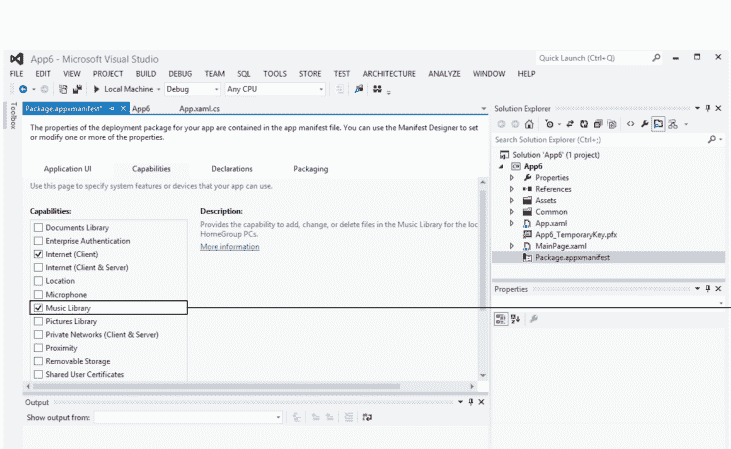 App6 - Microsoft Visual Studio
Quick Launch (Ctrl+Q)
FILE EDIT VIEW PROJECT BUILD DEBUG TEAM SQL TOOLS STORE TEST ARCHITECTURE ANALYZE WINDOW HELP
Local Machine Debug Any CPU
Toolbox
Package.appxmanifest* App6 App.xaml.cs
The properties of the deployment package for your app are contained in the app manifest file. You can use the Manifest Designer to set
or modify one or more of the properties.
Application UI Capabilities Declarations Packaging
Use this page to specify system features or devices that your app can use.
Capabilities:
Documents Library
Enterprise Authentication
Internet (Client)
Internet (Client & Server)
Location
Microphone
Music Library
Pictures Library
Private Networks (Client & Server)
Proximity
Removable Storage
Shared User Certificates
Description:
Provides the capability to add, change, or delete files in the Music Library for the loc
HomeGroup PCs.
More information
Output
Show output from:
Solution Explorer
Search Solution Explorer (Ctrl+;)
Solution 'App6' (1 project)
App6
Properties
References
Assets
Common
App.xaml
App6_TemporaryKey.pfx
MainPage.xaml
Package.appxmanifest
Properties